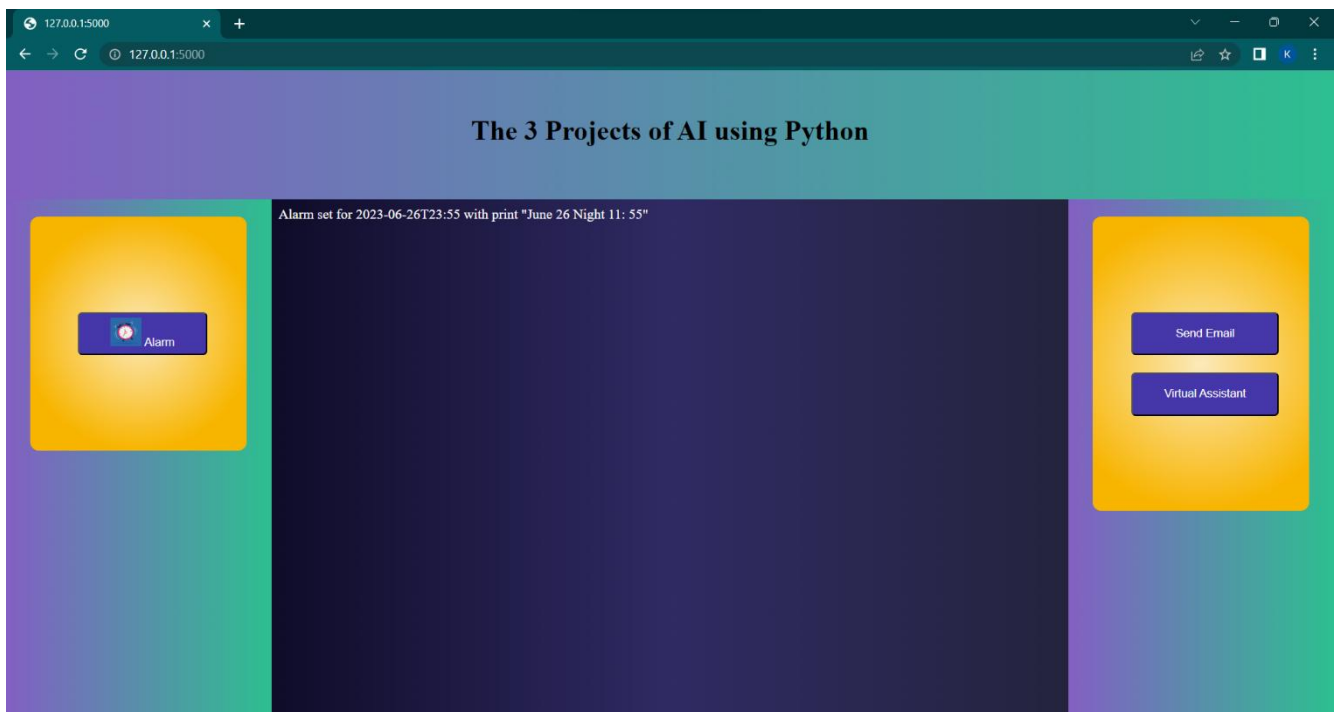 127.0.0.1:5000
127.0.0.1:5000
K
The 3 Projects of AI using Python
Alarm set for 2023-06-26T23:55 with print "June 26 Night 11: 55"
Alarm
Send Email
Virtual Assistant